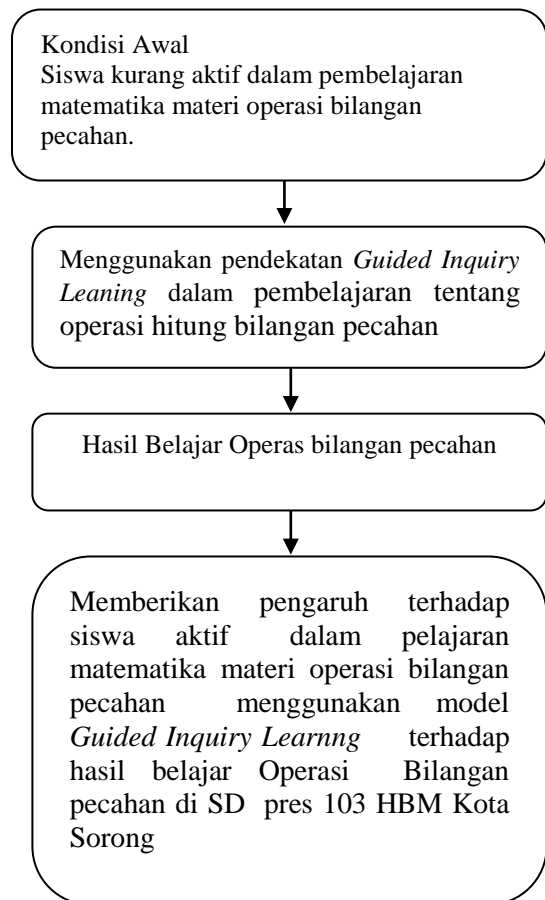 Kondisi Awal
Siswa kurang aktif dalam pembelajaran
matematika materi operasi bilangan
pecahan.
Menggunakan pendekatan Guided Inquiry
Leaning dalam pembelajaran tentang
operasi hitung bilangan pecahan
Hasil Belajar Operas bilangan pecahan
Memberikan pengaruh terhadap
siswa aktif dalam pelajaran
matematika materi operasi bilangan
pecahan menggunakan model
Guided Inquiry Learnng terhadap
hasil belajar Operasi Bilangan
pecahan di SD pres 103 HBM Kota
Sorong